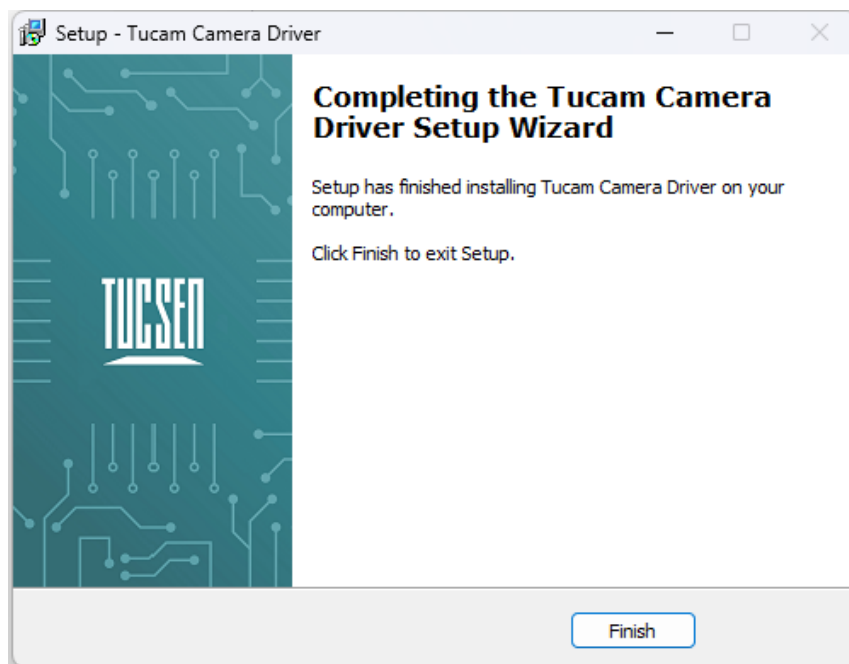 Setup - Tucam Camera Driver
Completing the Tucam Camera
Driver Setup Wizard
Setup has finished installing Tucam Camera Driver on your
computer.
Click Finish to exit Setup.
TUCSEN
Finish